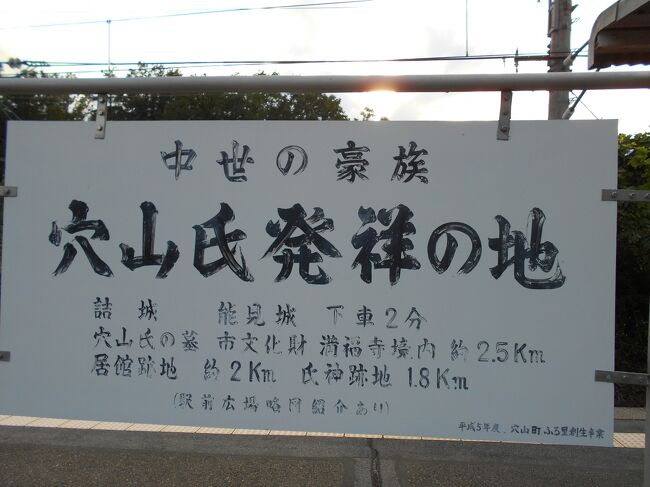 中世の豪族
穴山氏発祥の地
詰城 能見城 下車2分
穴山氏の墓 市文化財 満福寺境内 約2.5Km
居館跡地 約2Km 氏神跡地 1.8Km
(駅前広場略図紹介あり)
平成5年度、穴山町ふる里創生事業